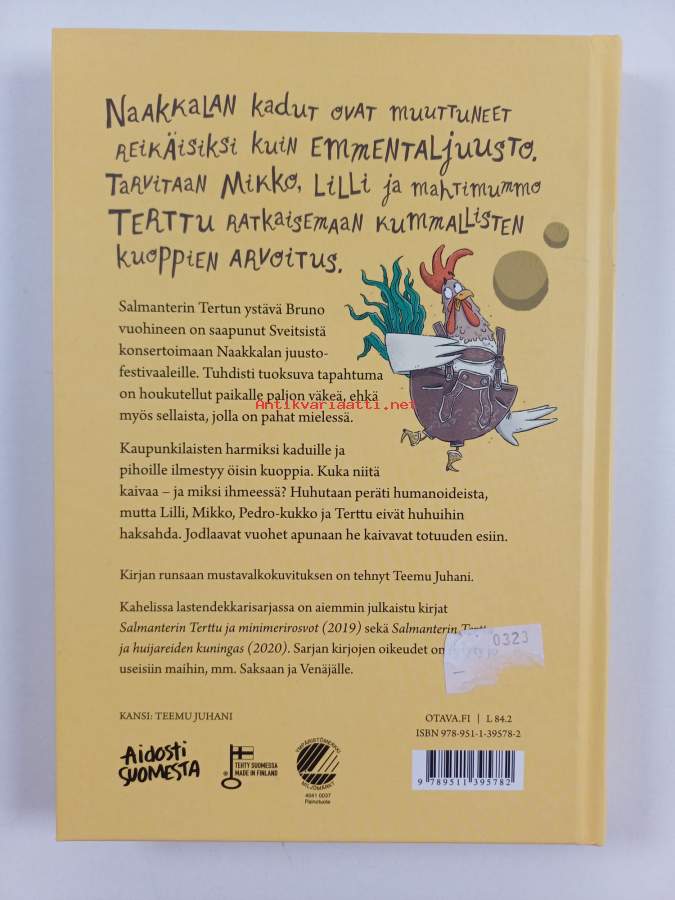 Naakkalan kadut ovat muuttuneet
reikäisiksi kuin Emmentaljuusto.
Tarvitaan Mikko, Lilli ja mahtimummo
Terttu ratkaisemaan kummallisten
kuoppien arvoitus.
Salmanterin Tertun ystävä Bruno
vuohineen on saapunut Sveitsistä
konsertoimaan Naakkalan juusto-
festivaaleille. Tuhdisti tuoksuva tapahtuma
on houkutellut paikalle paljon väkeä, ehkä
Antikvariaatti.net
myös sellaista, jolla on pahat mielessä.
Kaupunkilaisten harmiksi kaduille ja
pihoille ilmestyy öisin kuoppia. Kuka niitä
kaivaa – ja miksi ihmeessä? Huhutaan peräti humanoideista,
mutta Lilli, Mikko, Pedro-kukko ja Terttu eivät huhuihin
haksahda. Jodlaavat vuohet apunaan he kaivavat totuuden esiin.
Kirjan runsaan mustavalkokuvituksen on tehnyt Teemu Juhani.
Kahelissa lastendekkarisarjassa on aiemmin julkaistu kirjat
Salmanterin Terttu ja minimerirosvot (2019) sekä Salmanterin
ja huijareiden kuningas (2020). Sarjan kirjojen oikeudet on
useisiin maihin, mm. Saksaan ja Venäjälle.
0323
KANSI: TEEMU JUHANI
OTAVA.FI | L 84.2
ISBN 978-951-1-39578-2
Aidosti
SUOMESTA
TEHTY SUOMESSA
MADE IN FINLAND
YMPÄRISTÖMERKKI
MILJÖMÄRKT
4041 0037
Painotuote
9 789511 395782